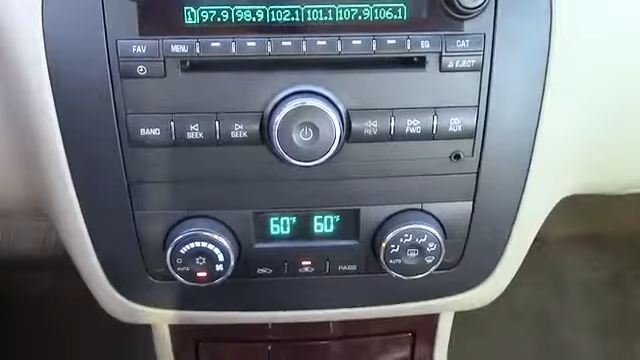 1 97.9 98.9 102.1 101.1 107.9 106.1
FAV MENU EQ CAT
EJECT
BAND SEEK SEEK REV FWD CD/AUX
60°F 60°F
AUTO PASS AUTO